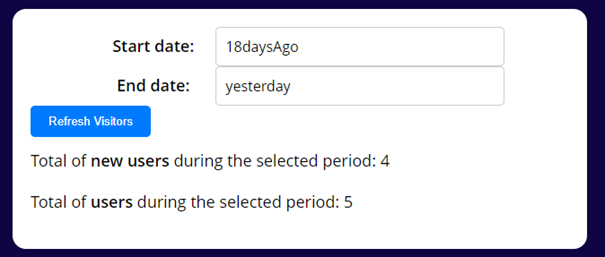 Start date: 18daysAgo
End date: yesterday
Refresh Visitors
Total of new users during the selected period: 4
Total of users during the selected period: 5